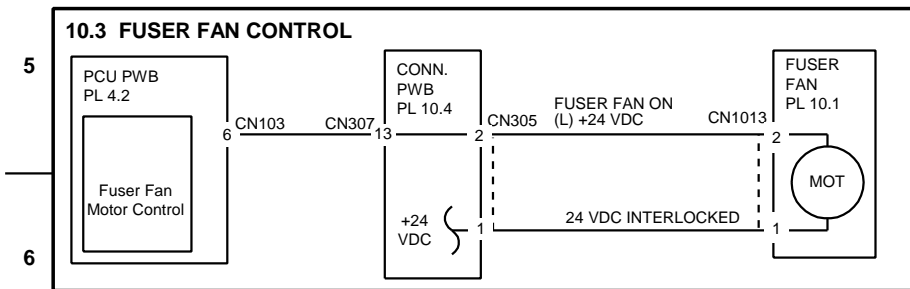 10.3 FUSER FAN CONTROL
5
PCU PWB
PL 4.2
CONN.
PWB
PL 10.4
FUSER
FAN
PL 10.1
FUSER FAN ON
(L) +24 VDC
6
CN103
CN307
13
2
CN305
CN1013
2
Fuser Fan
Motor Control
MOT
+24
VDC
1
24 VDC INTERLOCKED
1
6